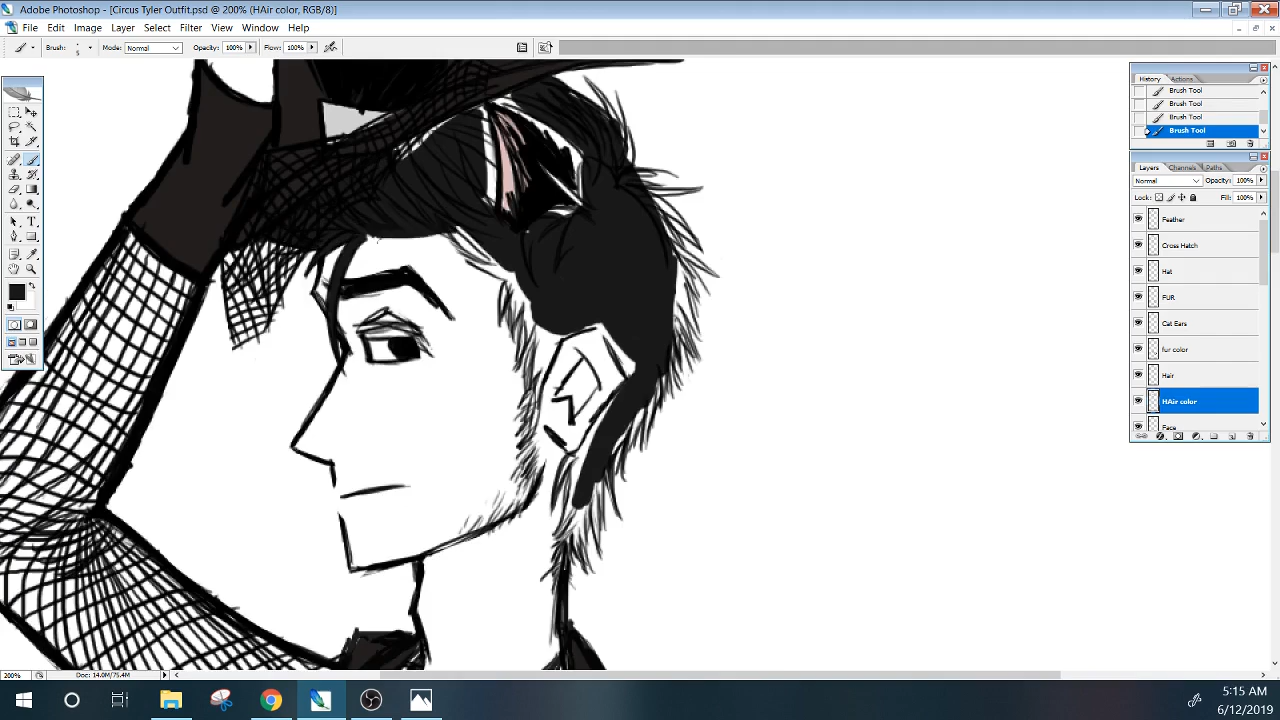 Adobe Photoshop - [Circus Tyler Outfit.psd @ 200% (HAir color, RGB/8)]
File Edit Image Layer Select Filter View Window Help
Brush: 5 Mode: Normal Opacity: 100% Flow: 100%
History Actions
Brush Tool
Brush Tool
Brush Tool
Brush Tool
Layers Channels Paths
Normal Opacity: 100%
Lock: Fill: 100%
Feather
Cross Hatch
Hat
FUR
Cat Ears
fur color
Hair
HAir color
Face
200% Doc: 14.0M/75.4M
5:15 AM
6/12/2019